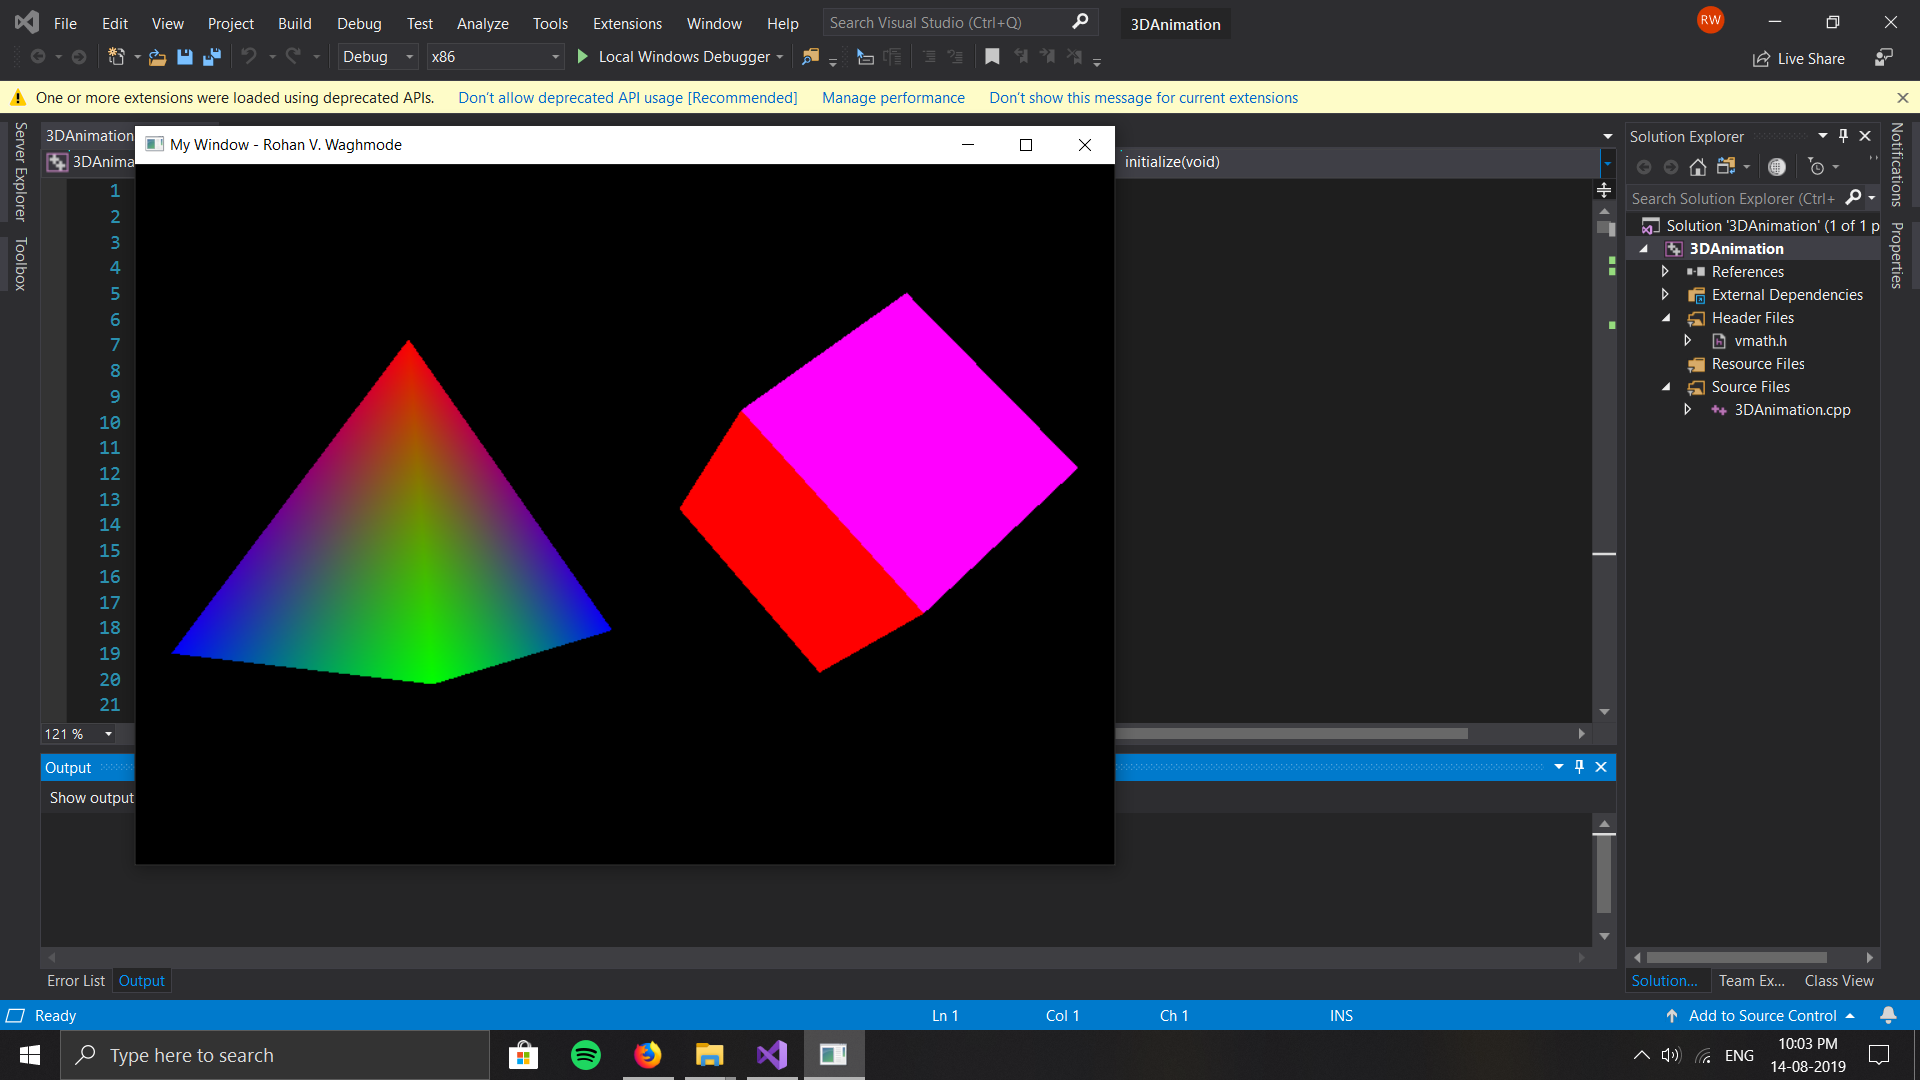 File Edit View Project Build Debug Test Analyze Tools Extensions Window Help Search Visual Studio (Ctrl+Q) 3DAnimation RW
Debug x86 Local Windows Debugger Live Share
One or more extensions were loaded using deprecated APIs. Don't allow deprecated API usage [Recommended] Manage performance Don't show this message for current extensions
Server Explorer
Toolbox
3DAnimation
3DAnima
My Window - Rohan V. Waghmode
initialize(void)
1
2
3
4
5
6
7
8
9
10
11
12
13
14
15
16
17
18
19
20
21
121 %
Output
Show output
Error List Output
Solution Explorer
Search Solution Explorer (Ctrl+
Solution '3DAnimation' (1 of 1 p
3DAnimation
References
External Dependencies
Header Files
vmath.h
Resource Files
Source Files
3DAnimation.cpp
Solution... Team Ex... Class View
Notifications
Properties
Ready Ln 1 Col 1 Ch 1 INS Add to Source Control
Type here to search
ENG
10:03 PM
14-08-2019